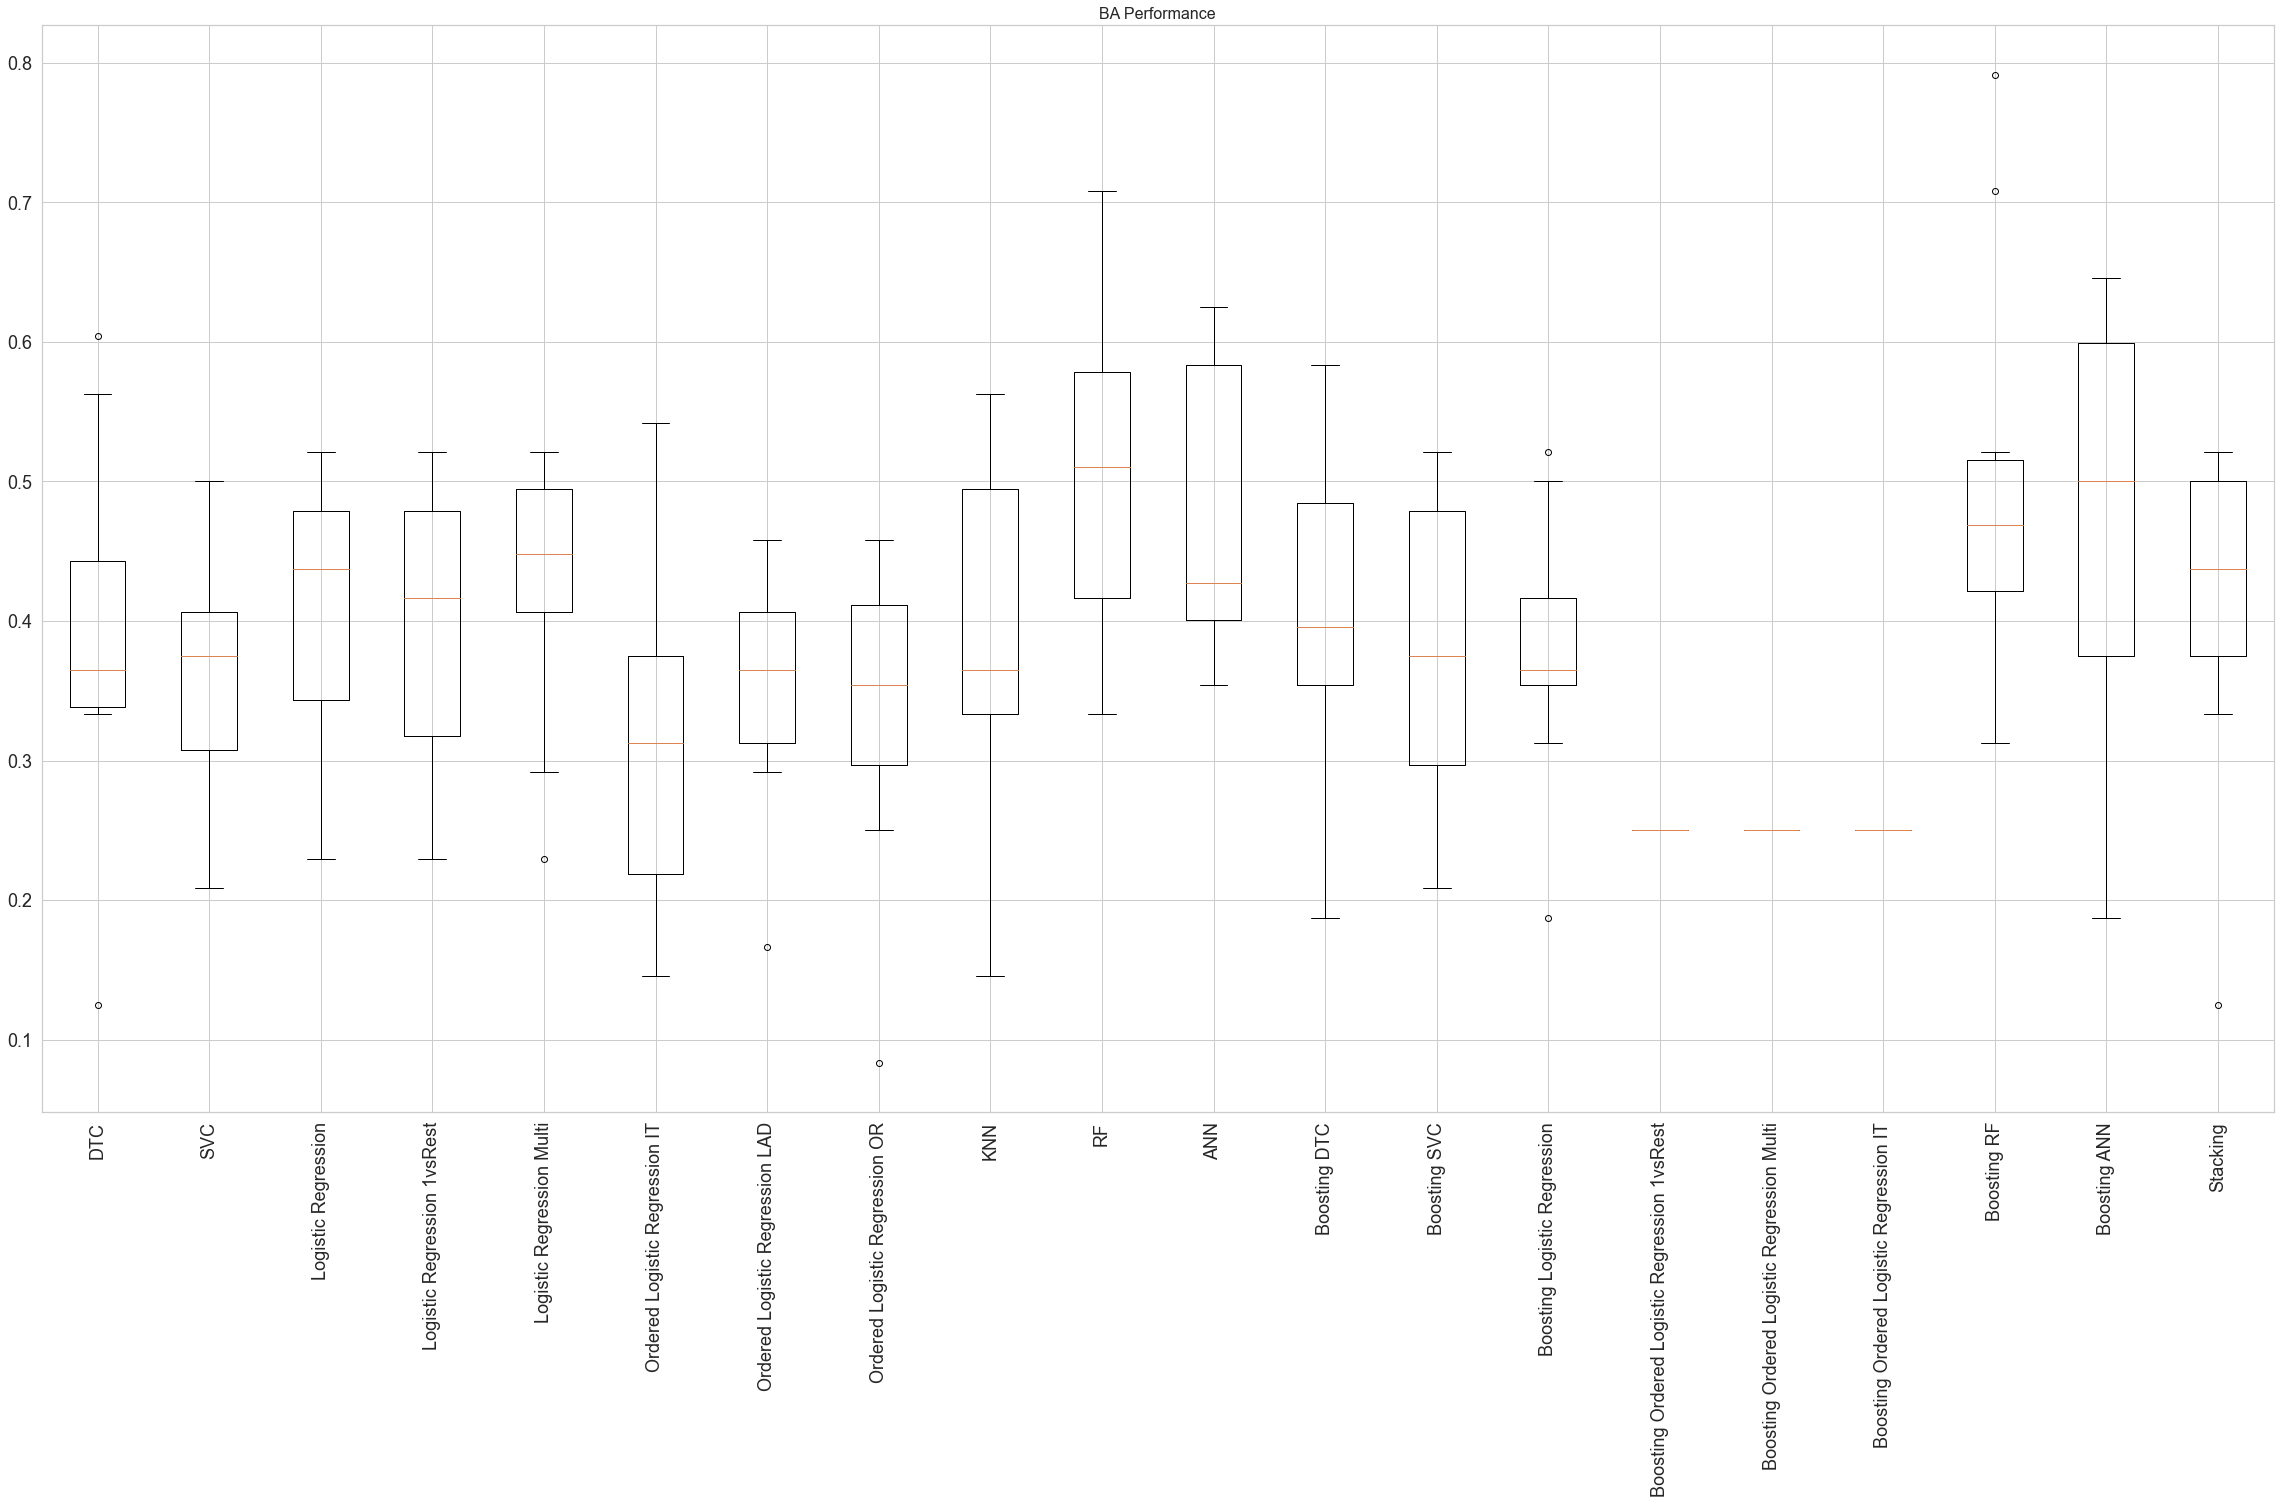 BA Performance
0.8
0.7
0.6
0.5
0.4
0.3
0.2
0.1
DTC
SVC
Logistic Regression
Logistic Regression 1vsRest
Logistic Regression Multi
Ordered Logistic Regression IT
Ordered Logistic Regression LAD
Ordered Logistic Regression OR
KNN
RF
ANN
Boosting DTC
Boosting SVC
Boosting Logistic Regression
Boosting Ordered Logistic Regression 1vsRest
Boosting Ordered Logistic Regression Multi
Boosting Ordered Logistic Regression IT
Boosting RF
Boosting ANN
Stacking